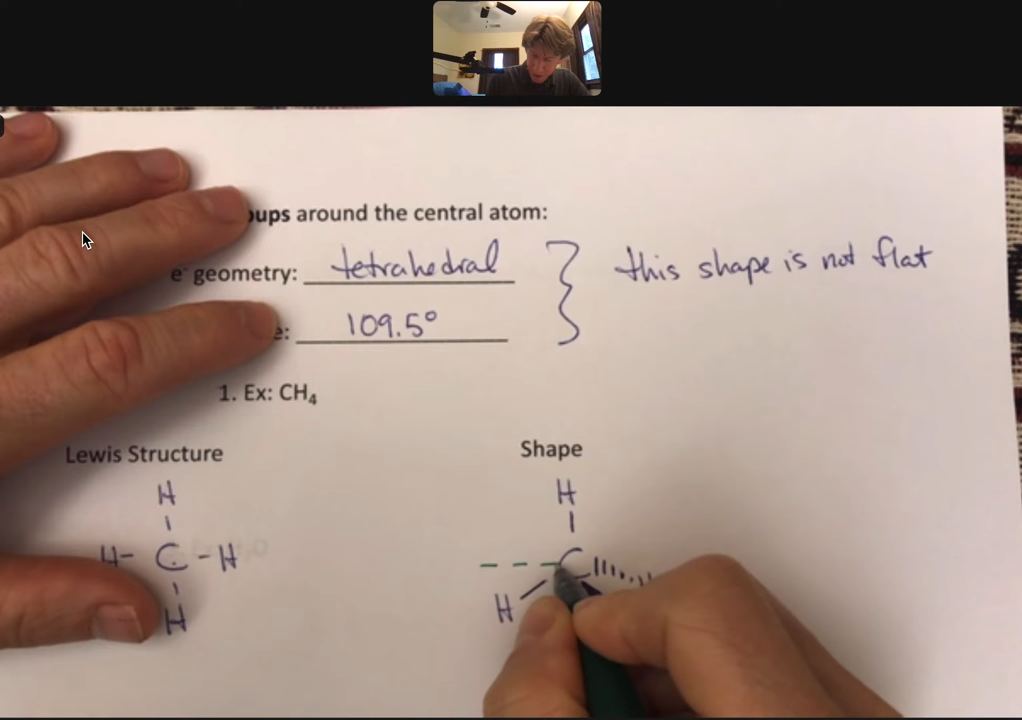 oups around the central atom:
e⁻ geometry: tetrahedral } this shape is not flat
e: 109.5°
1. Ex: CH₄
Lewis Structure
Shape
H
H- C -H
H
H
C
H